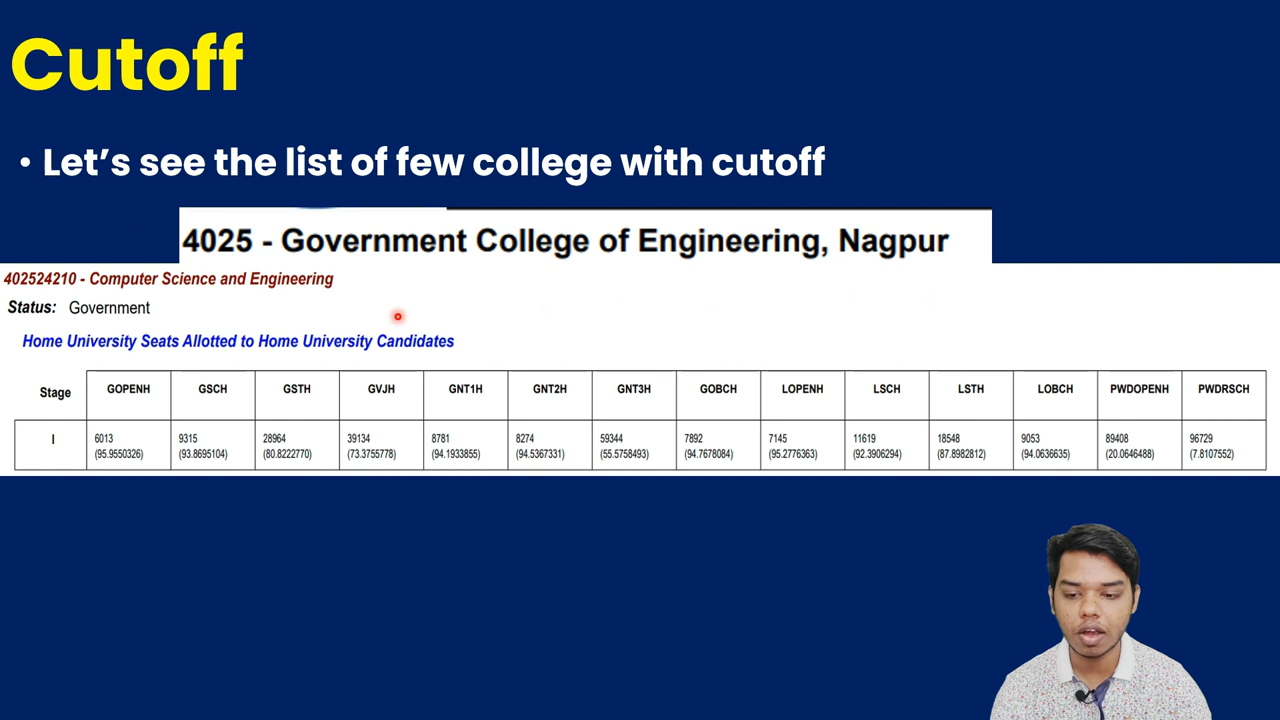 Cutoff
• Let's see the list of few college with cutoff
4025 - Government College of Engineering, Nagpur
402524210 - Computer Science and Engineering
Status: Government
Home University Seats Allotted to Home University Candidates
Stage GOPENH GSCH GSTH GVJH GNT1H GNT2H GNT3H GOBCH LOPENH LSCH LSTH LOBCH PWDOPENH PWDRSCH
I 6013 9315 28964 39134 8781 8274 59344 7892 7145 11619 18548 9053 89408 96729
(95.9550326) (93.8695104) (80.8222770) (73.3755778) (94.1933855) (94.5367331) (55.5758493) (94.7678084) (95.2776363) (92.3906294) (87.8982812) (94.0636635) (20.0646488) (7.8107552)